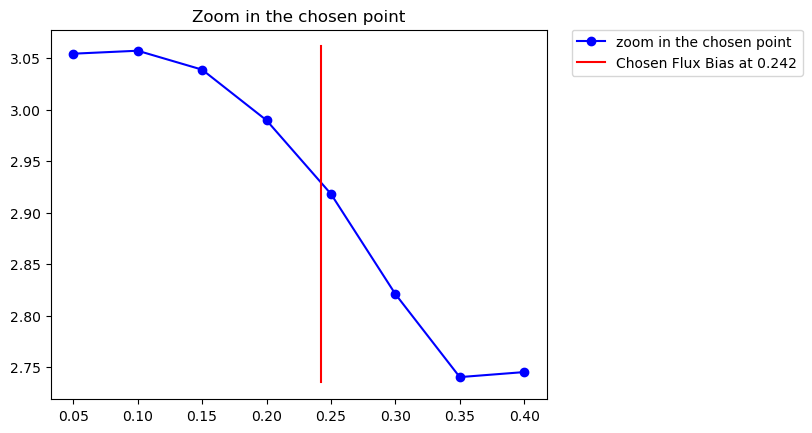 Zoom in the chosen point
zoom in the chosen point
Chosen Flux Bias at 0.242
3.05
3.00
2.95
2.90
2.85
2.80
2.75
0.05 0.10 0.15 0.20 0.25 0.30 0.35 0.40